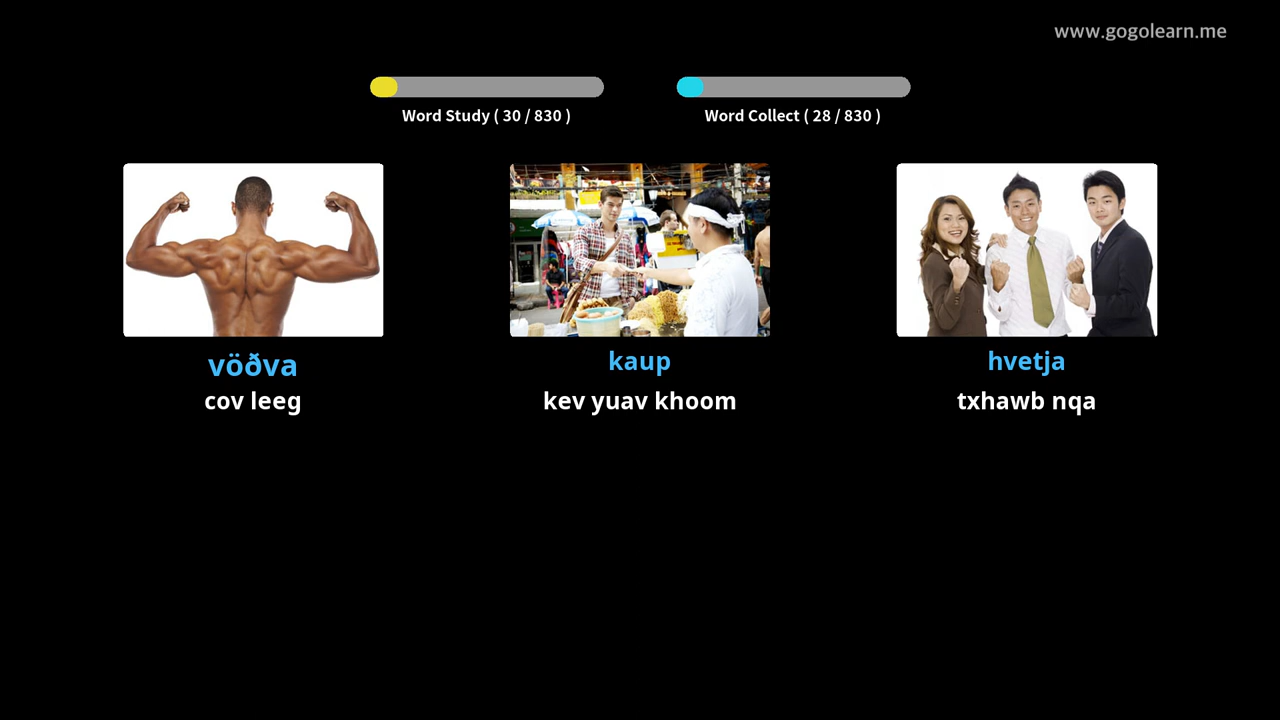 www.gogolearn.me
Word Study ( 30 / 830 )
Word Collect ( 28 / 830 )
vöðva
kaup
hvetja
cov leeg
kev yuav khoom
txhawb nqa